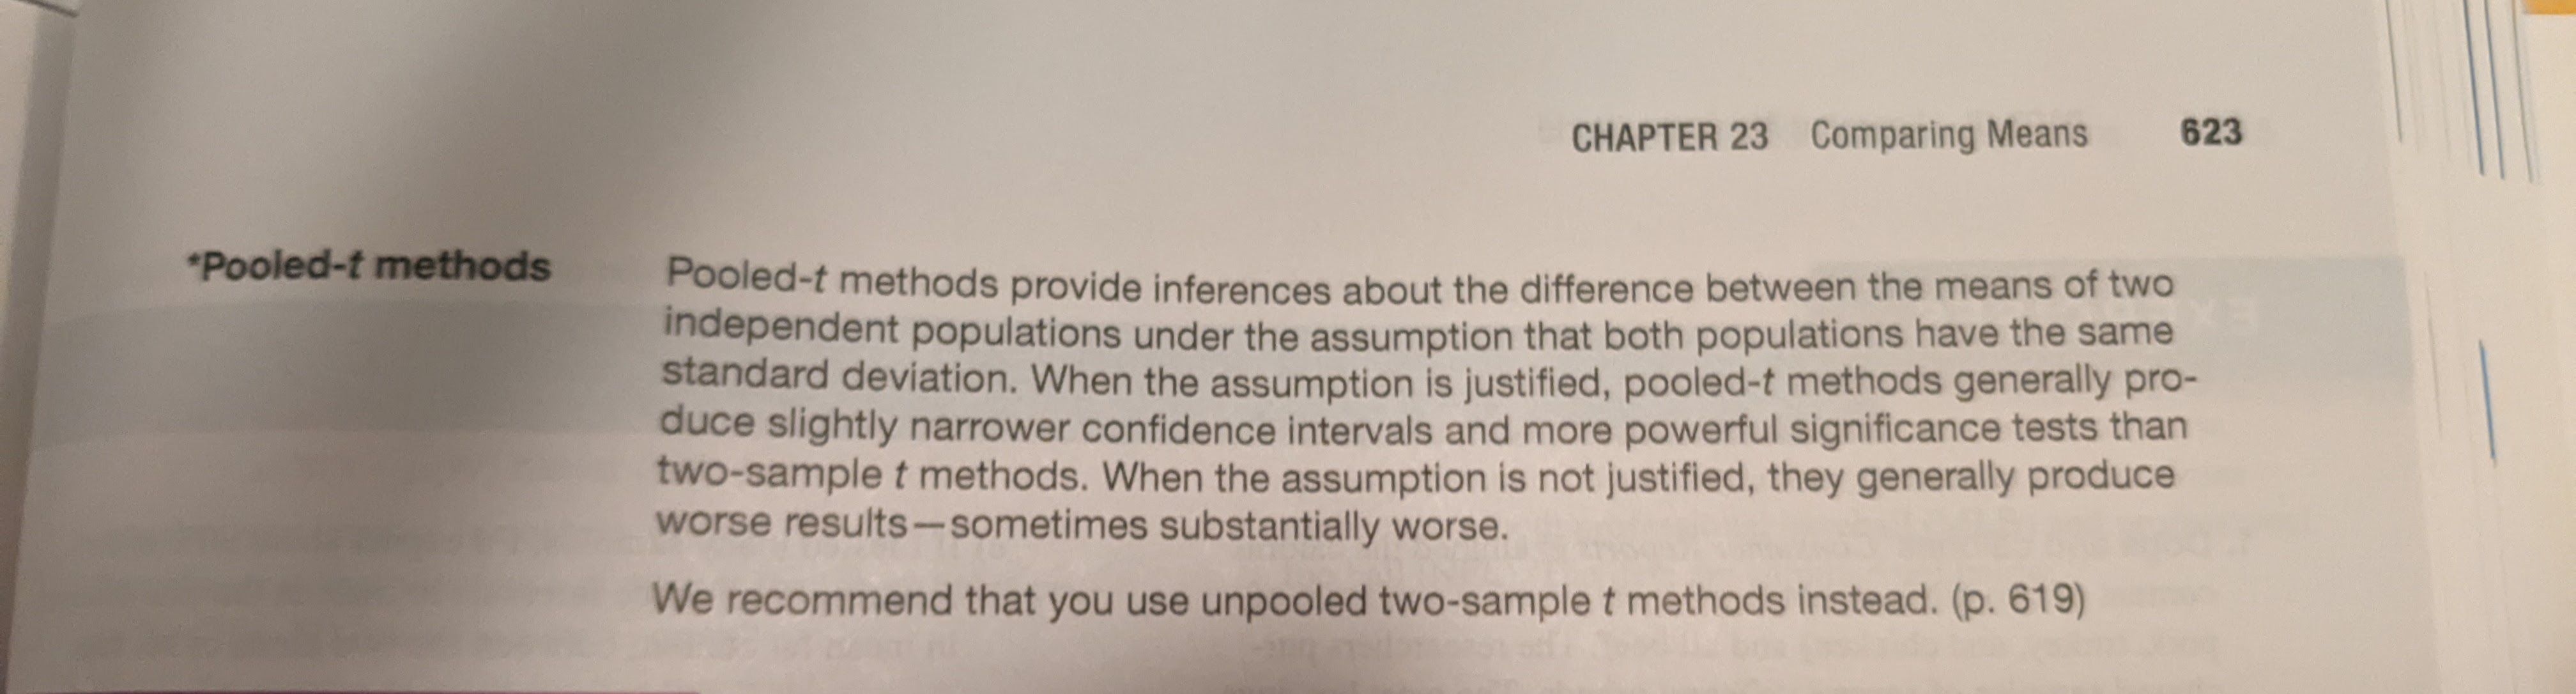 CHAPTER 23 Comparing Means 623
*Pooled-t methods
Pooled-t methods provide inferences about the difference between the means of two
independent populations under the assumption that both populations have the same
standard deviation. When the assumption is justified, pooled-t methods generally pro-
duce slightly narrower confidence intervals and more powerful significance tests than
two-sample t methods. When the assumption is not justified, they generally produce
worse results—sometimes substantially worse.
We recommend that you use unpooled two-sample t methods instead. (p. 619)